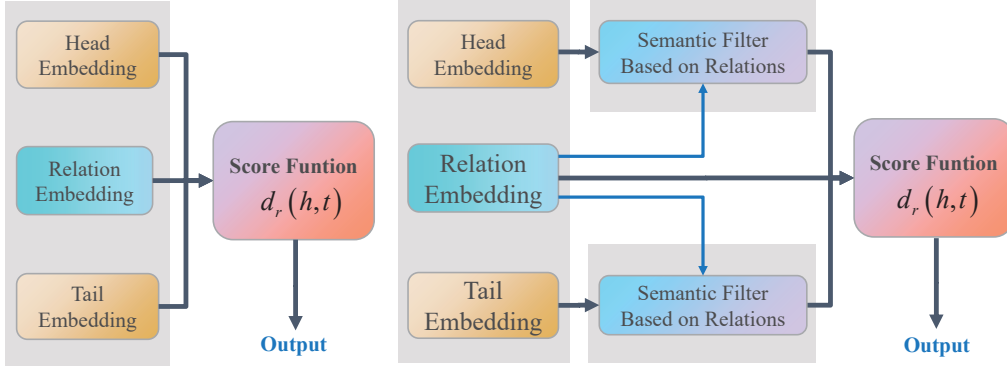 Head
Embedding
Relation
Embedding
Tail
Embedding
Score Funtion
d_r(h,t)
Output
Head
Embedding
Semantic Filter
Based on Relations
Relation
Embedding
Tail
Embedding
Semantic Filter
Based on Relations
Score Funtion
d_r(h,t)
Output